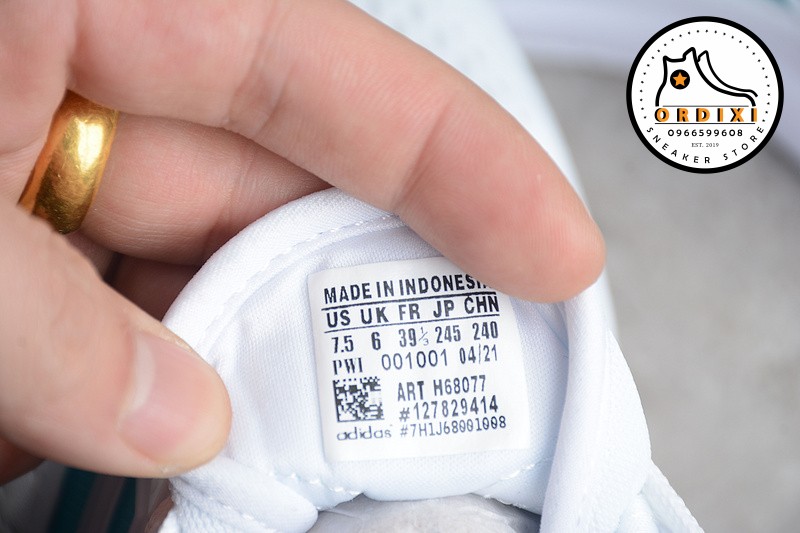 ORDIXI
0966599608
EST. 2019
SNEAKER STORE
MADE IN INDONESIA
US UK FR JP CHN
7.5 6 39⅓ 245 240
PWI 001001 04/21
ART H68077
#127829414
adidas #7H1J68001008